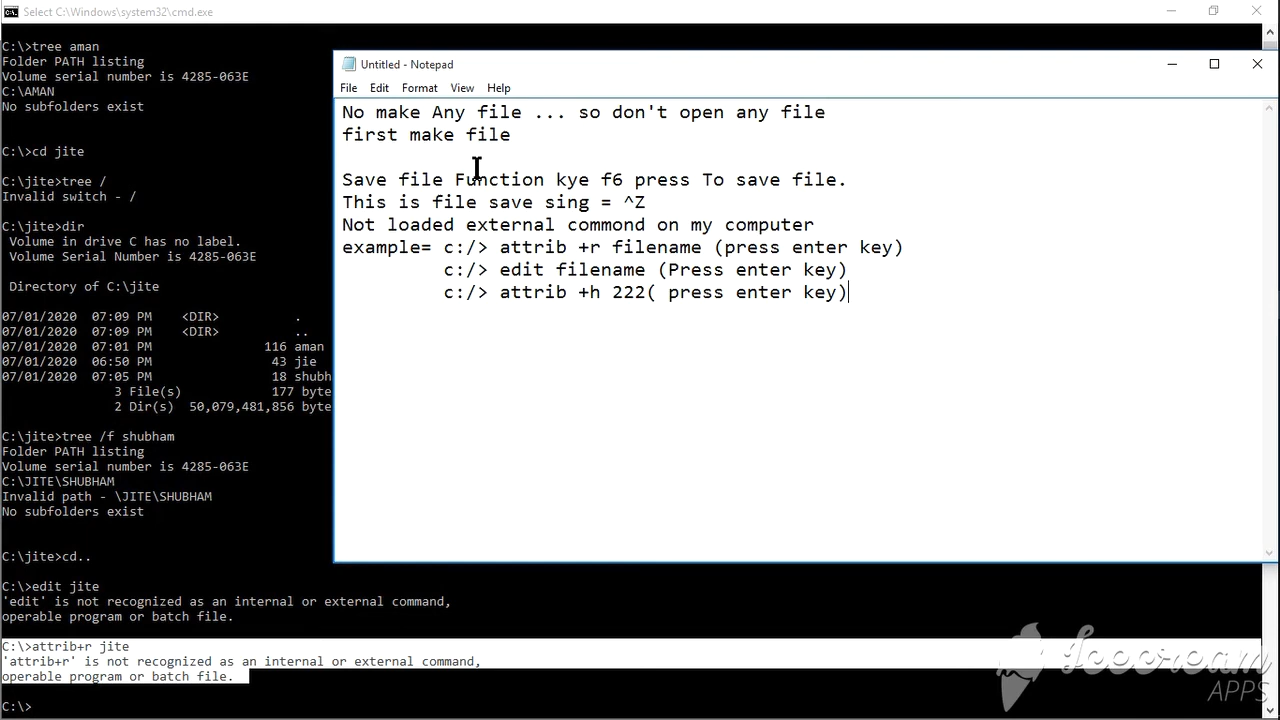 Select C:\Windows\system32\cmd.exe
C:\>tree aman
Folder PATH listing
Volume serial number is 4285-063E
C:\AMAN
No subfolders exist
C:\>cd jite
C:\jite>tree /
Invalid switch - /
C:\jite>dir
Volume in drive C has no label.
Volume Serial Number is 4285-063E
Directory of C:\jite
07/01/2020 07:09 PM <DIR> .
07/01/2020 07:09 PM <DIR> ..
07/01/2020 07:01 PM 116 aman
07/01/2020 06:50 PM 43 jie
07/01/2020 07:05 PM 18 shubh
3 File(s) 177 byte
2 Dir(s) 50,079,481,856 byte
C:\jite>tree /f shubham
Folder PATH listing
Volume serial number is 4285-063E
C:\JITE\SHUBHAM
Invalid path - \JITE\SHUBHAM
No subfolders exist
C:\jite>cd..
C:\>edit jite
'edit' is not recognized as an internal or external command,
operable program or batch file.
C:\>attrib+r jite
'attrib+r' is not recognized as an internal or external command,
operable program or batch file.
C:\>
Untitled - Notepad
File Edit Format View Help
No make Any file ... so don't open any file
first make file
Save file Function kye f6 press To save file.
This is file save sing = ^Z
Not loaded external commond on my computer
example= c:/> attrib +r filename (press enter key)
c:/> edit filename (Press enter key)
c:/> attrib +h 222( press enter key)
Icecream
APPS